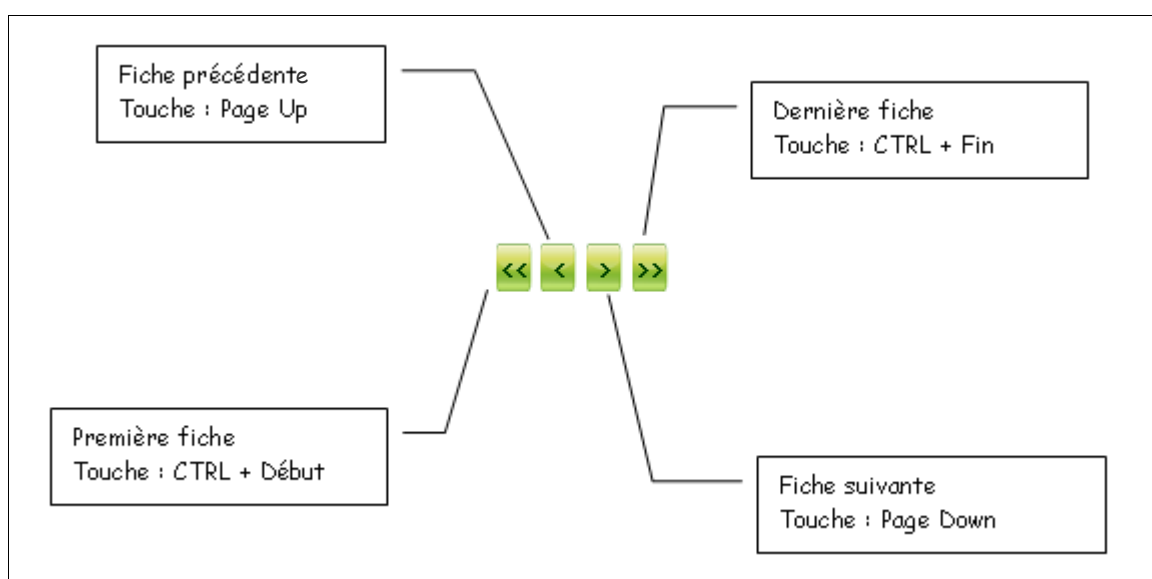 Fiche précédente
Touche : Page Up
Dernière fiche
Touche : CTRL + Fin
<< < > >>
Première fiche
Touche : CTRL + Début
Fiche suivante
Touche : Page Down